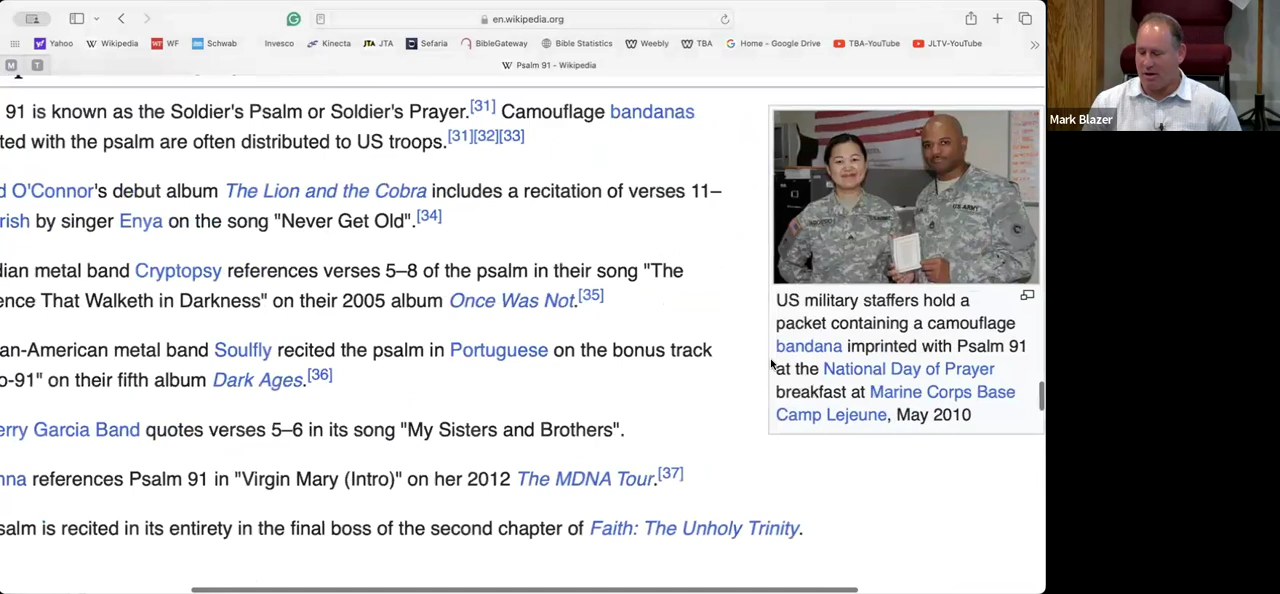 en.wikipedia.org
Yahoo
Wikipedia
WF
Schwab
Invesco
Kinecta
JTA JTA
Sefaria
BibleGateway
Bible Statistics
Weebly
TBA
Home - Google Drive
TBA-YouTube
JLTV-YouTube
M
T
W Psalm 91 - Wikipedia
91 is known as the Soldier's Psalm or Soldier's Prayer.[31] Camouflage bandanas
ted with the psalm are often distributed to US troops.[31][32][33]
d O'Connor's debut album The Lion and the Cobra includes a recitation of verses 11–
rish by singer Enya on the song "Never Get Old".[34]
dian metal band Cryptopsy references verses 5–8 of the psalm in their song "The
ence That Walketh in Darkness" on their 2005 album Once Was Not.[35]
an-American metal band Soulfly recited the psalm in Portuguese on the bonus track
o-91" on their fifth album Dark Ages.[36]
erry Garcia Band quotes verses 5–6 in its song "My Sisters and Brothers".
nna references Psalm 91 in "Virgin Mary (Intro)" on her 2012 The MDNA Tour.[37]
salm is recited in its entirety in the final boss of the second chapter of Faith: The Unholy Trinity.
U.S. ARMY
US military staffers hold a
packet containing a camouflage
bandana imprinted with Psalm 91
at the National Day of Prayer
breakfast at Marine Corps Base
Camp Lejeune, May 2010
Mark Blazer